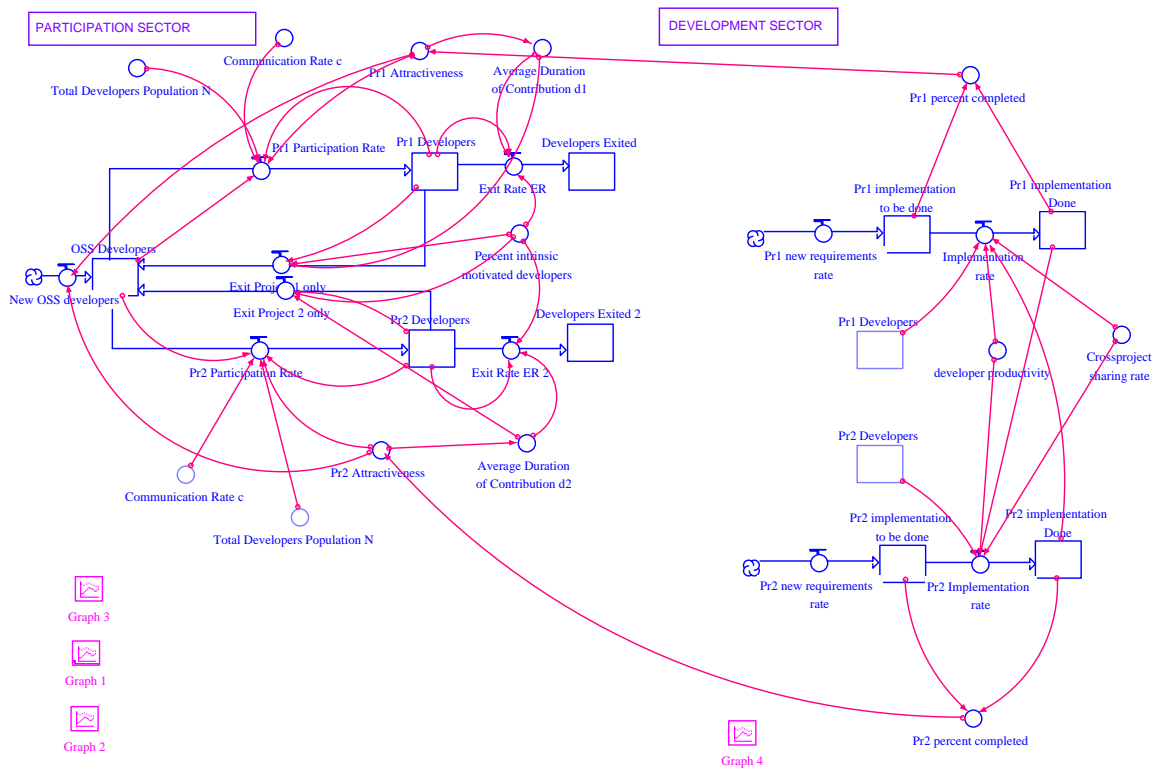 PARTICIPATION SECTOR
DEVELOPMENT SECTOR
Communication Rate c
Total Developers Population N
Pr1 Attractiveness
Average Duration
of Contribution d1
Pr1 percent completed
Pr1 Participation Rate
Pr1 Developers
Developers Exited
Exit Rate ER
Pr1 implementation
to be done
Pr1 implementation
Done
OSS Developers
Percent intrinsic
motivated developers
Pr1 new requirements
rate
Implementation
rate
New OSS developers
Exit Project 1 only
Exit Project 2 only
Pr2 Developers
Developers Exited 2
Pr1 Developers
Pr2 Participation Rate
Exit Rate ER 2
developer productivity
Crossproject
sharing rate
Pr2 Attractiveness
Average Duration
of Contribution d2
Pr2 Developers
Communication Rate c
Total Developers Population N
Pr2 implementation
to be done
Pr2 implementation
Done
Pr2 new requirements
rate
Pr2 Implementation
rate
Graph 3
Graph 1
Graph 2
Graph 4
Pr2 percent completed